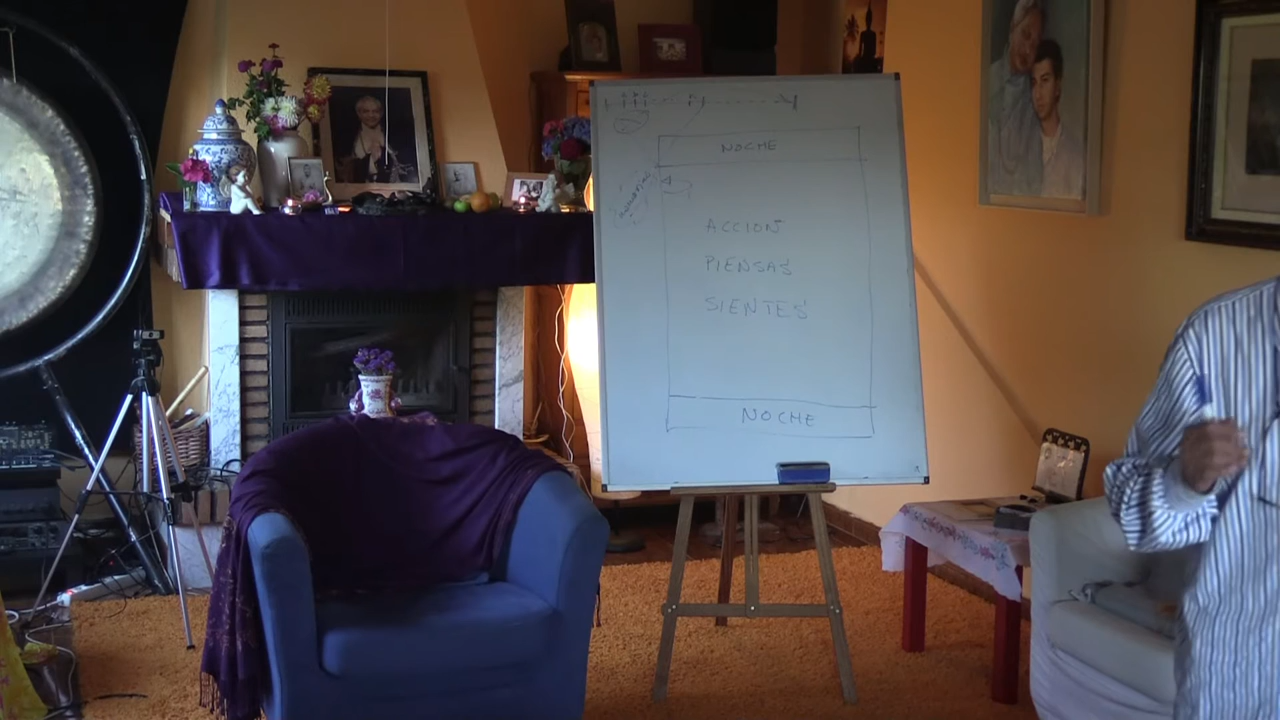 NOCHE
ACCION
PIENSAS
SIENTES
NOCHE